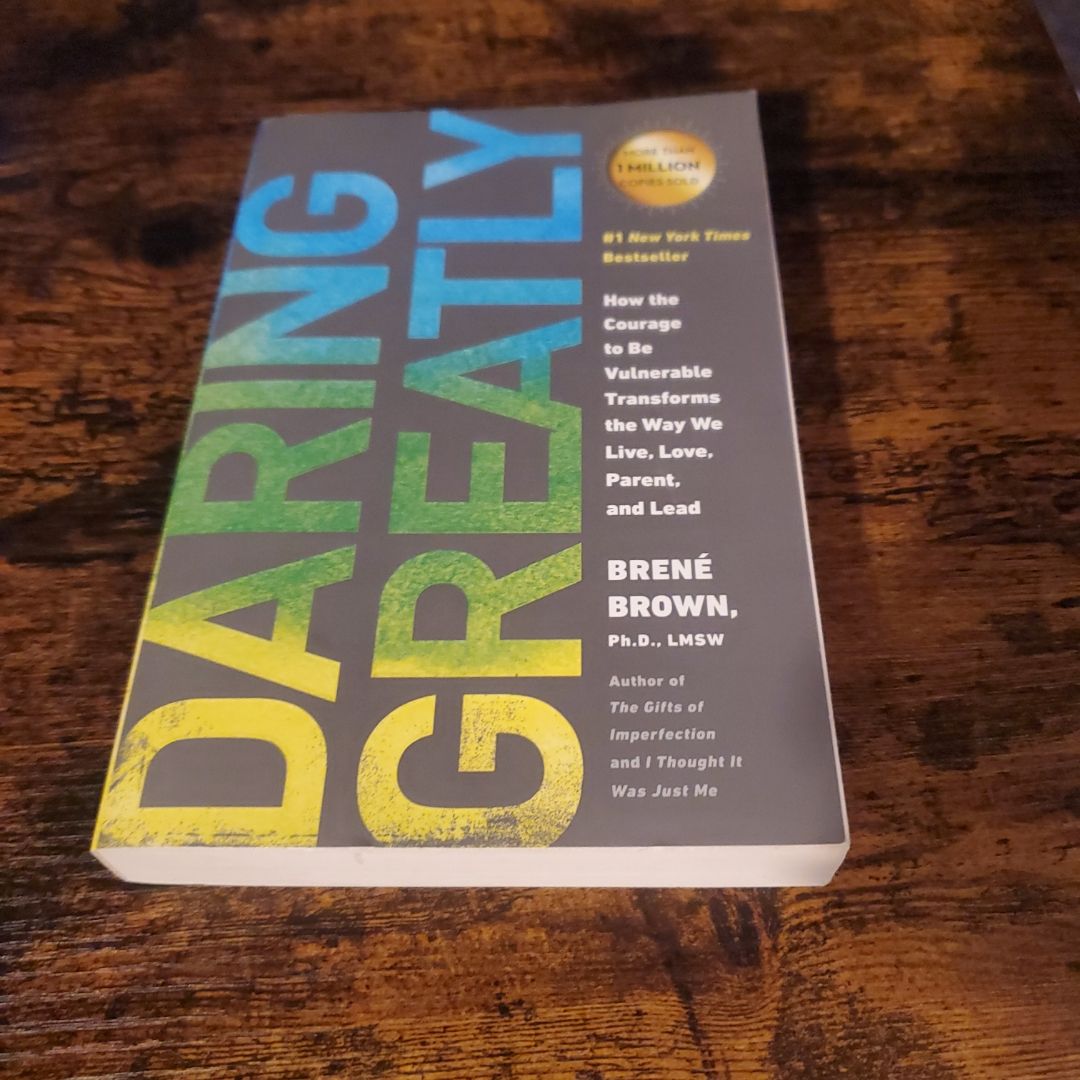 DARING
GREATLY
MORE THAN
1 MILLION
COPIES SOLD
#1 New York Times
Bestseller
How the
Courage
to Be
Vulnerable
Transforms
the Way We
Live, Love,
Parent,
and Lead
BRENÉ
BROWN,
Ph.D., LMSW
Author of
The Gifts of
Imperfection
and I Thought It
Was Just Me